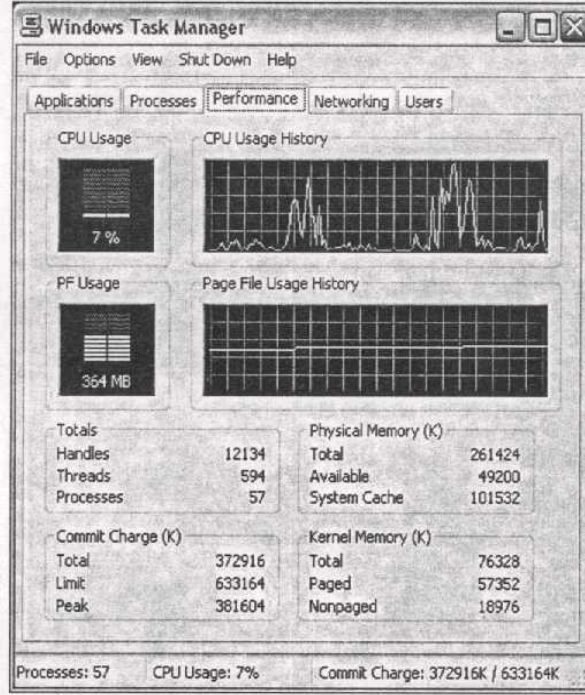 Windows Task Manager
File Options View Shut Down Help
Applications Processes Performance Networking Users
CPU Usage
CPU Usage History
7 %
PF Usage
Page File Usage History
364 MB
Totals
Handles 12134
Threads 594
Processes 57
Physical Memory (K)
Total 261424
Available 49200
System Cache 101532
Commit Charge (K)
Total 372916
Limit 633164
Peak 381604
Kernel Memory (K)
Total 76328
Paged 57352
Nonpaged 18976
Processes: 57 CPU Usage: 7% Commit Charge: 372916K / 633164K